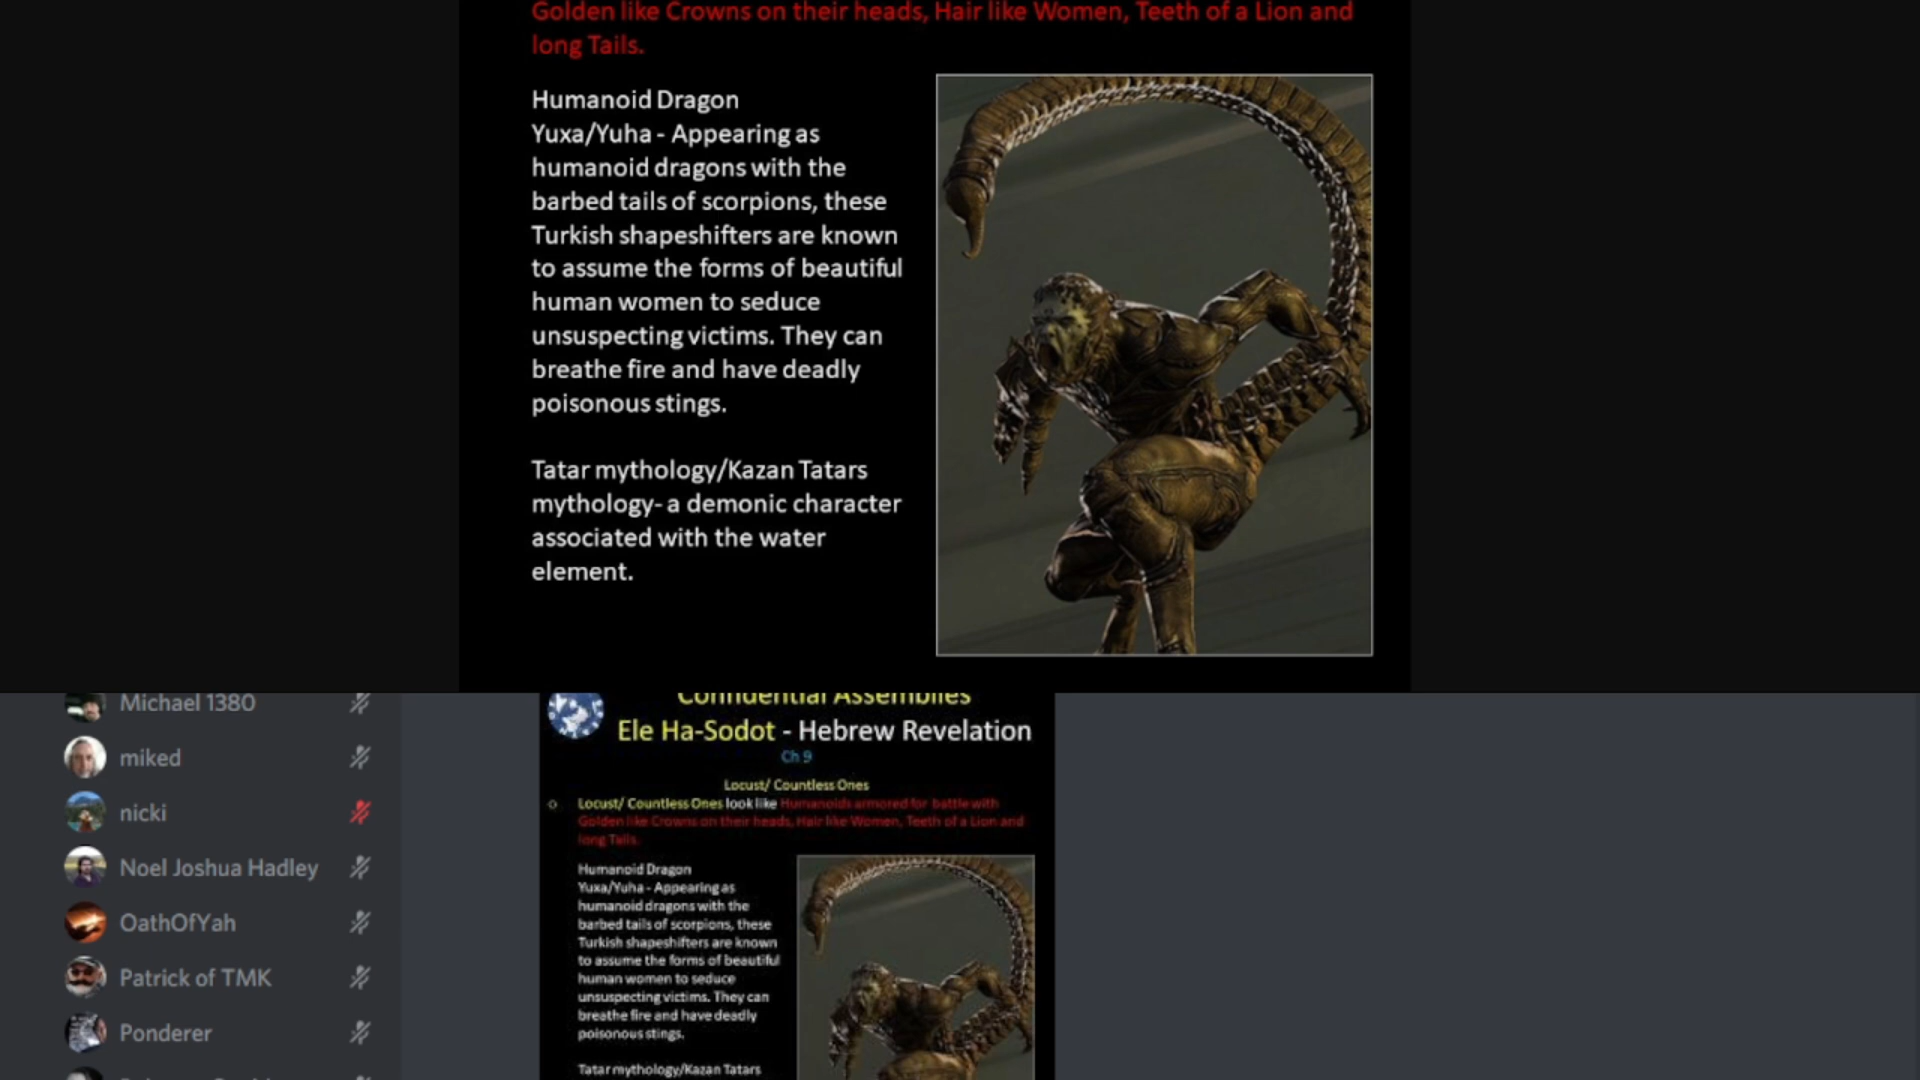 Golden like Crowns on their heads, Hair like Women, Teeth of a Lion and
long Tails.
Humanoid Dragon
Yuxa/Yuha - Appearing as
humanoid dragons with the
barbed tails of scorpions, these
Turkish shapeshifters are known
to assume the forms of beautiful
human women to seduce
unsuspecting victims. They can
breathe fire and have deadly
poisonous stings.
Tatar mythology/Kazan Tatars
mythology- a demonic character
associated with the water
element.
Michael 1380
miked
nicki
Noel Joshua Hadley
OathOfYah
Patrick of TMK
Ponderer
Confidential Assemblies
Ele Ha-Sodot - Hebrew Revelation
Ch 9
Locust/ Countless Ones
Locust/ Countless Ones look like Humanoids armored for battle with
Golden like Crowns on their heads, Hair like Women, Teeth of a Lion and
long Tails.
Humanoid Dragon
Yuxa/Yuha - Appearing as
humanoid dragons with the
barbed tails of scorpions, these
Turkish shapeshifters are known
to assume the forms of beautiful
human women to seduce
unsuspecting victims. They can
breathe fire and have deadly
poisonous stings.
Tatar mythology/Kazan Tatars